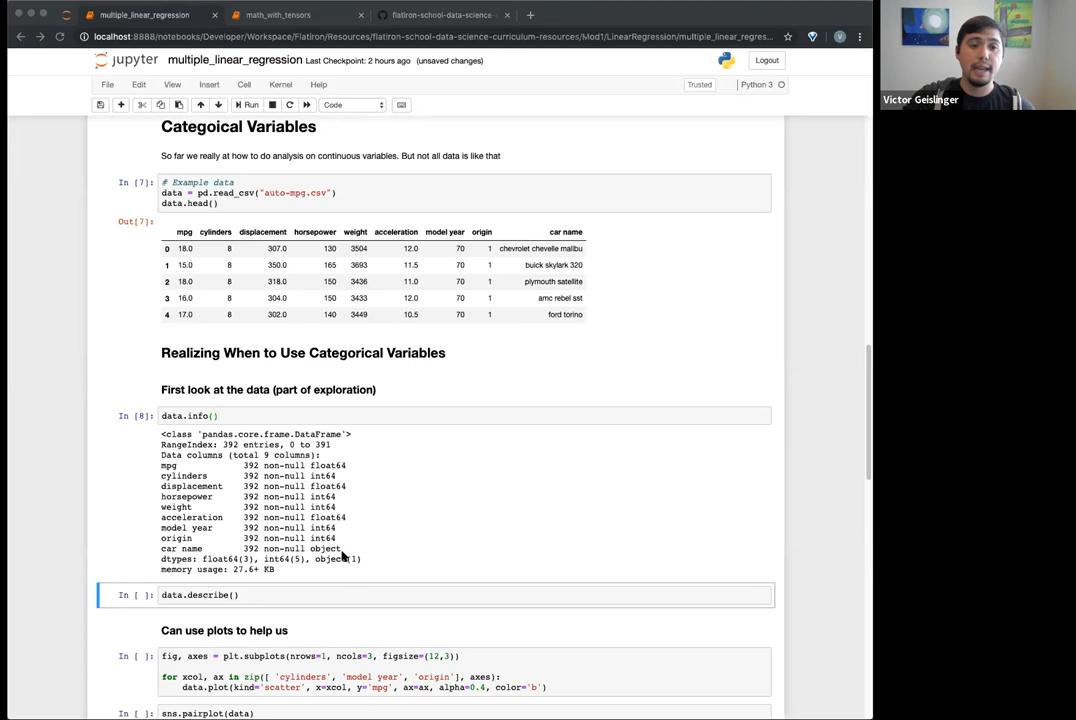 multiple_linear_regression
math_with_tensors
flatiron-school-data-science-
localhost:8888/notebooks/Developer/Workspace/FlatIron/Resources/flatiron-school-data-science-curriculum-resources/Mod1/LinearRegression/multiple_linear_regres...
jupyter multiple_linear_regression Last Checkpoint: 2 hours ago (unsaved changes)
Logout
File Edit View Insert Cell Kernel Help
Trusted
Python 3
Run
Code
Victor Geislinger
Categoical Variables
So far we really at how to do analysis on continuous variables. But not all data is like that
In [7]: # Example data
data = pd.read_csv("auto-mpg.csv")
data.head()
Out[7]:
mpg cylinders displacement horsepower weight acceleration model year origin car name
0 18.0 8 307.0 130 3504 12.0 70 1 chevrolet chevelle malibu
1 15.0 8 350.0 165 3693 11.5 70 1 buick skylark 320
2 18.0 8 318.0 150 3436 11.0 70 1 plymouth satellite
3 16.0 8 304.0 150 3433 12.0 70 1 amc rebel sst
4 17.0 8 302.0 140 3449 10.5 70 1 ford torino
Realizing When to Use Categorical Variables
First look at the data (part of exploration)
In [8]: data.info()
<class 'pandas.core.frame.DataFrame'>
RangeIndex: 392 entries, 0 to 391
Data columns (total 9 columns):
mpg 392 non-null float64
cylinders 392 non-null int64
displacement 392 non-null float64
horsepower 392 non-null int64
weight 392 non-null int64
acceleration 392 non-null float64
model year 392 non-null int64
origin 392 non-null int64
car name 392 non-null object
dtypes: float64(3), int64(5), object(1)
memory usage: 27.6+ KB
In [ ]: data.describe()
Can use plots to help us
In [ ]: fig, axes = plt.subplots(nrows=1, ncols=3, figsize=(12,3))
for xcol, ax in zip([ 'cylinders', 'model year', 'origin'], axes):
data.plot(kind='scatter', x=xcol, y='mpg', ax=ax, alpha=0.4, color='b')
In [ ]: sns.pairplot(data)